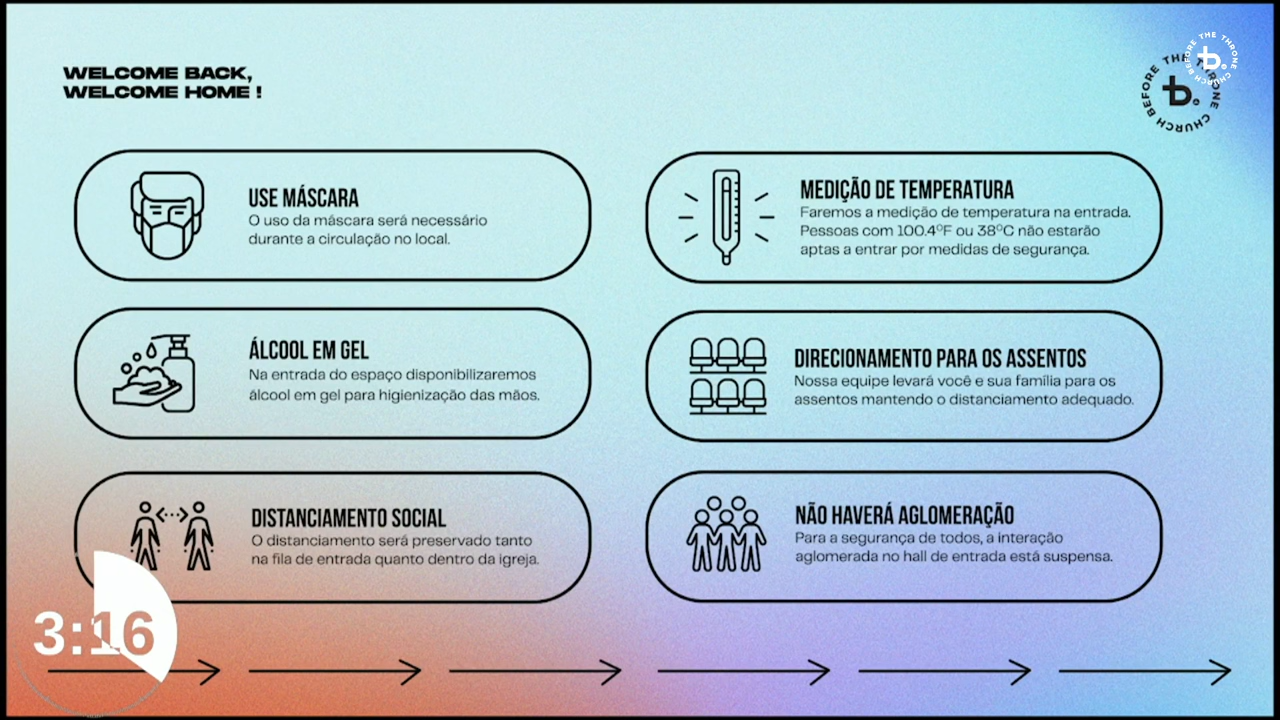 WELCOME BACK,
WELCOME HOME !
BEFORE THE THRONE CHURCH
b.
BEFORE THE THRONE CHURCH
b.
USE MÁSCARA
O uso da máscara será necessário
durante a circulação no local.
MEDIÇÃO DE TEMPERATURA
Faremos a medição de temperatura na entrada.
Pessoas com 100.4ºF ou 38ºC não estarão
aptas a entrar por medidas de segurança.
ÁLCOOL EM GEL
Na entrada do espaço disponibilizaremos
álcool em gel para higienização das mãos.
DIRECIONAMENTO PARA OS ASSENTOS
Nossa equipe levará você e sua família para os
assentos mantendo o distanciamento adequado.
DISTANCIAMENTO SOCIAL
O distanciamento será preservado tanto
na fila de entrada quanto dentro da igreja.
NÃO HAVERÁ AGLOMERAÇÃO
Para a segurança de todos, a interação
aglomerada no hall de entrada está suspensa.
3:16